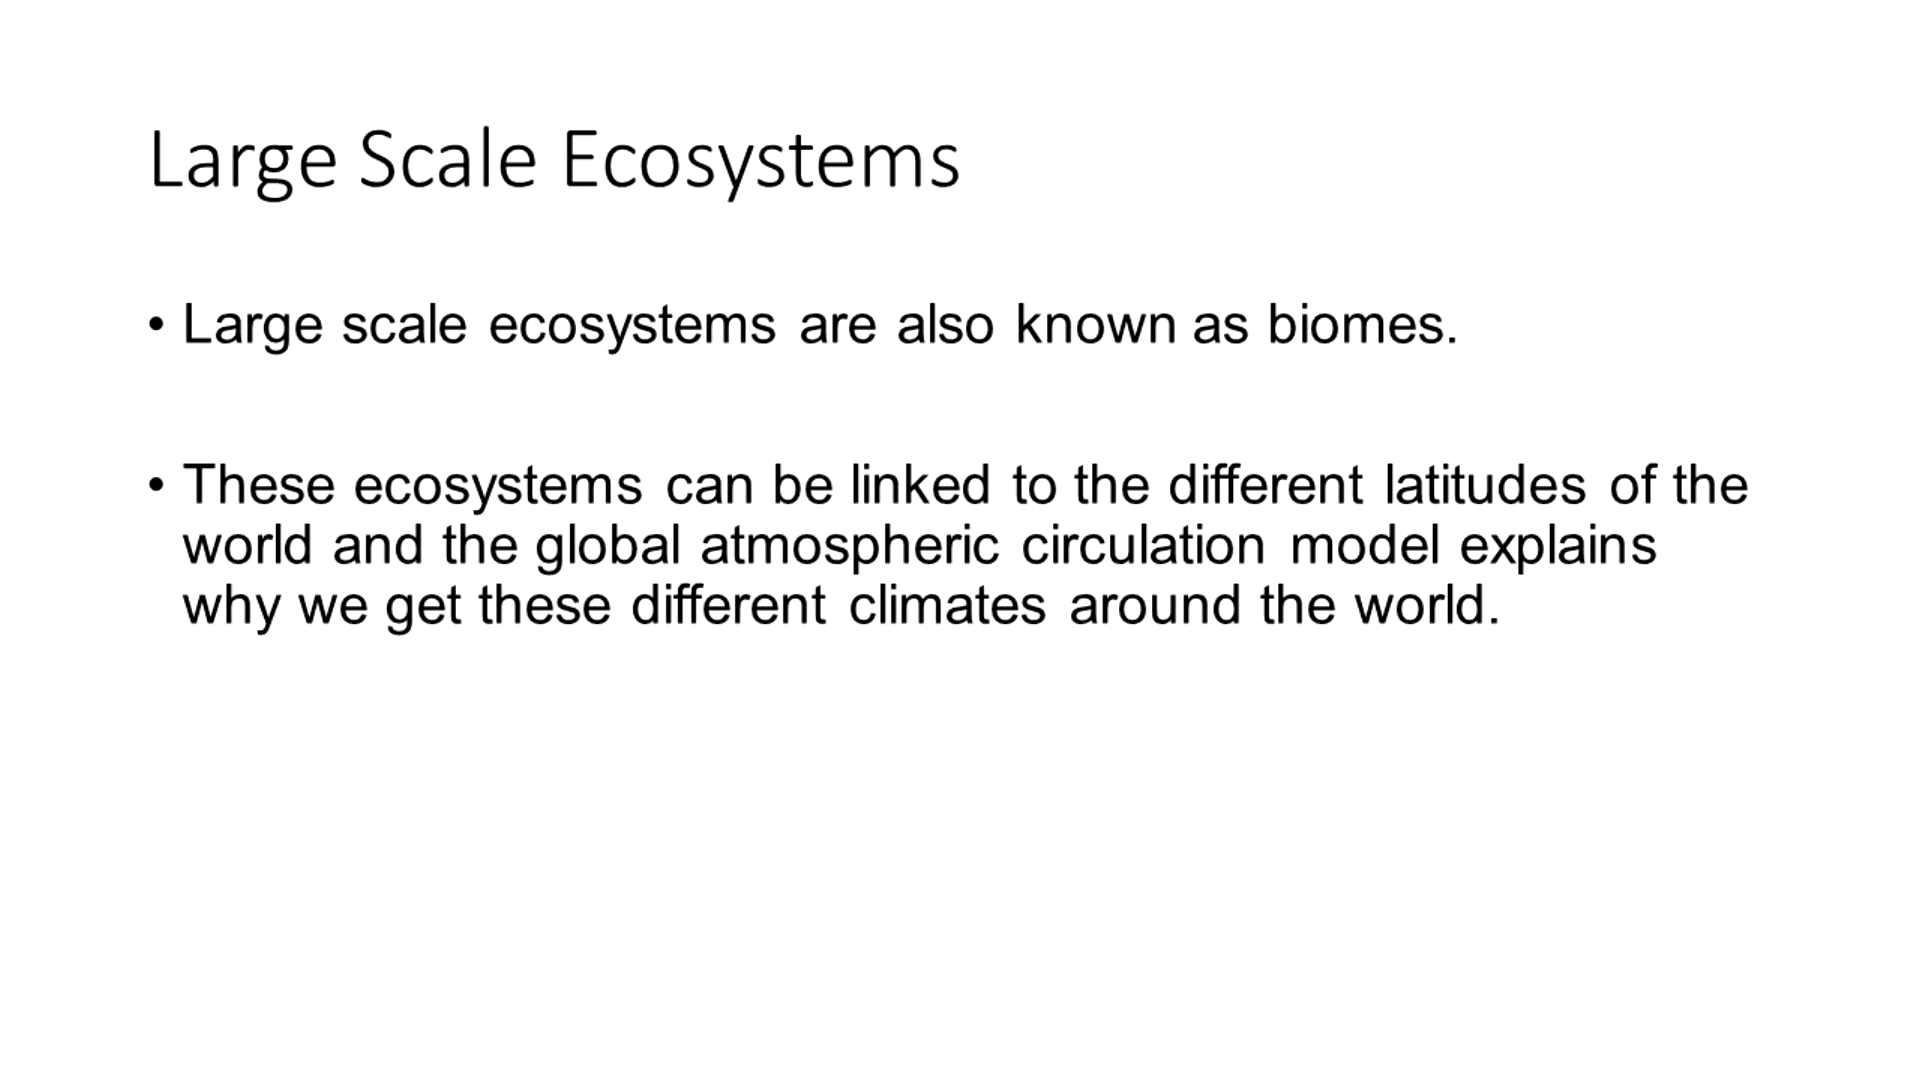 Large Scale Ecosystems
• Large scale ecosystems are also known as biomes.
• These ecosystems can be linked to the different latitudes of the
world and the global atmospheric circulation model explains
why we get these different climates around the world.